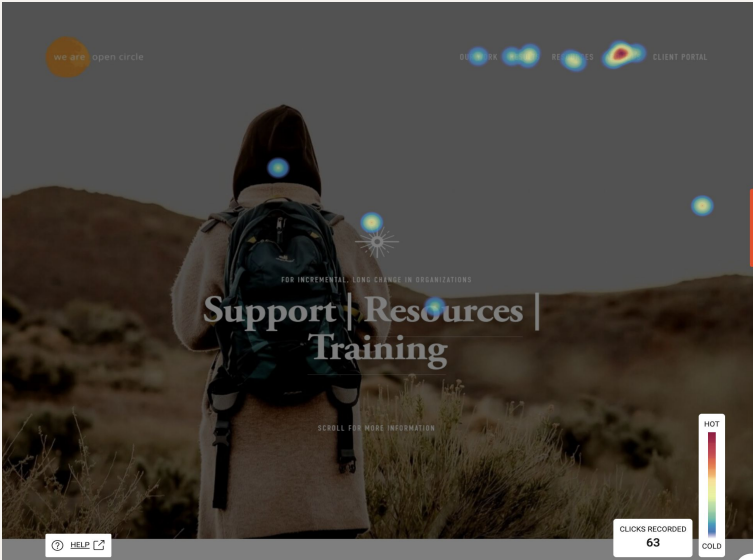 we are open circle
CLIENT PORTAL
FOR INCREMENTAL, LONG CHANGE IN ORGANIZATIONS
Support | Resources |
Training
SCROLL FOR MORE INFORMATION
HOT
COLD
CLICKS RECORDED
63
HELP